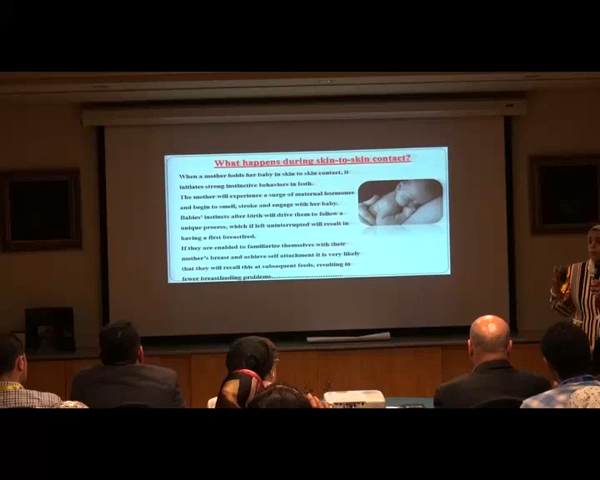 What happens during skin-to-skin contact?
When a mother holds her baby in skin to skin contact, it
initiates strong instinctive behaviors in both.
The mother will experience a surge of maternal hormones
and begin to smell, stroke and engage with her baby.
Babies' instincts after birth will drive them to follow a
unique process, which if left uninterrupted will result in
having a first breastfeed.
If they are enabled to familiarize themselves with their
mother's breast and achieve self attachment it is very likely
that they will recall this at subsequent feeds, resulting in
fewer breastfeeding problems............................